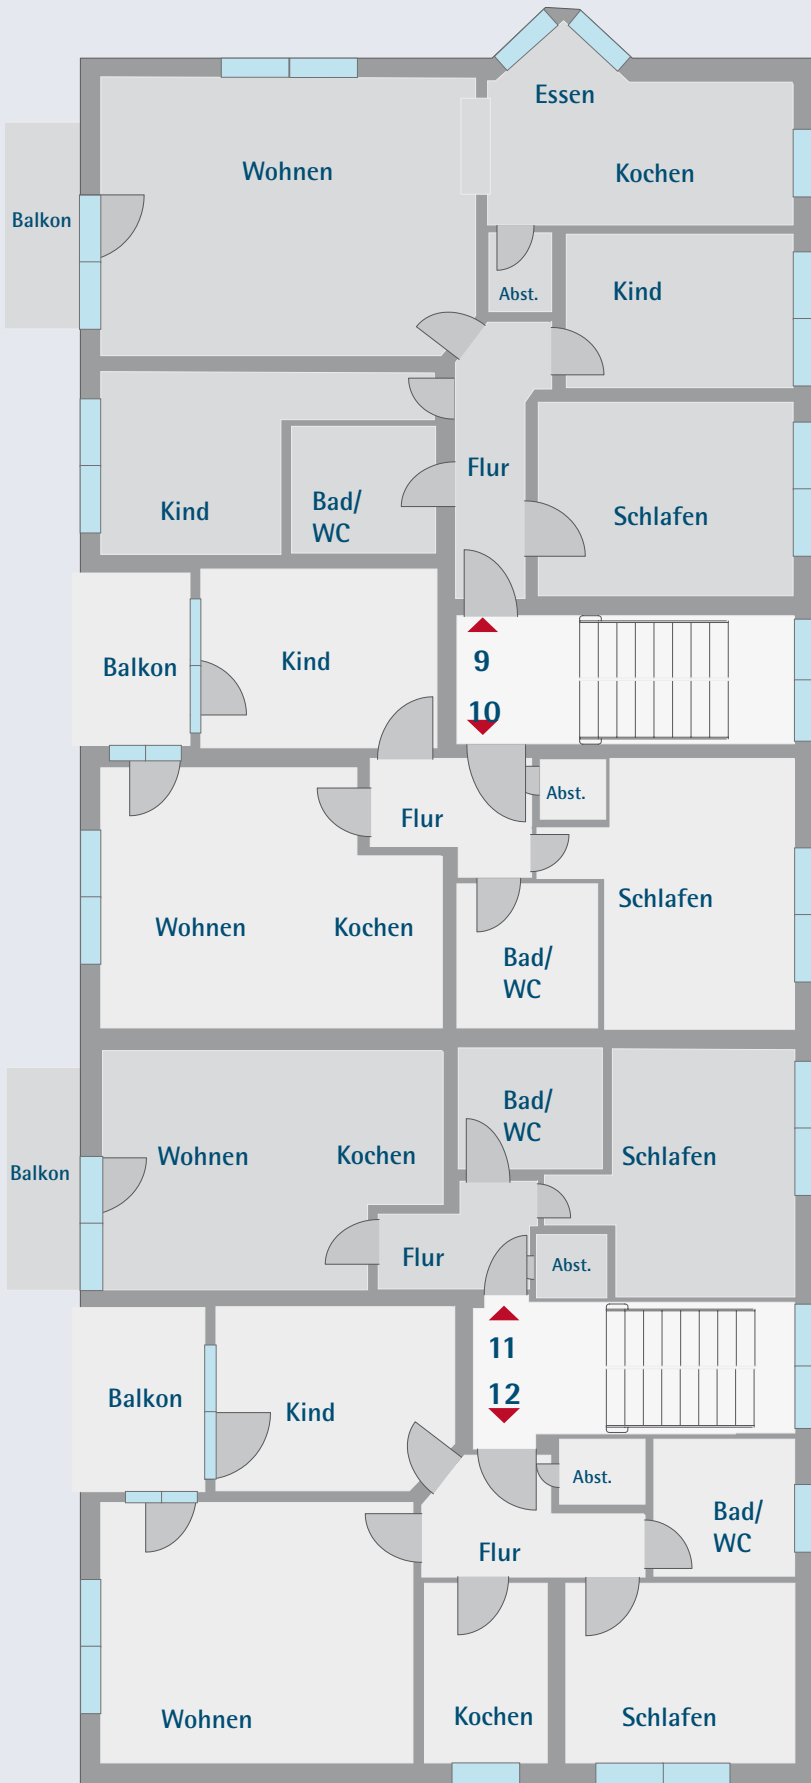 Essen
Wohnen
Kochen
Balkon
Abst.
Kind
Flur
Kind
Bad/
WC
Schlafen
9
10
Balkon
Kind
Abst.
Flur
Schlafen
Wohnen
Kochen
Bad/
WC
Bad/
WC
Wohnen
Kochen
Schlafen
Balkon
Flur
Abst.
11
12
Balkon
Kind
Abst.
Bad/
WC
Flur
Wohnen
Kochen
Schlafen